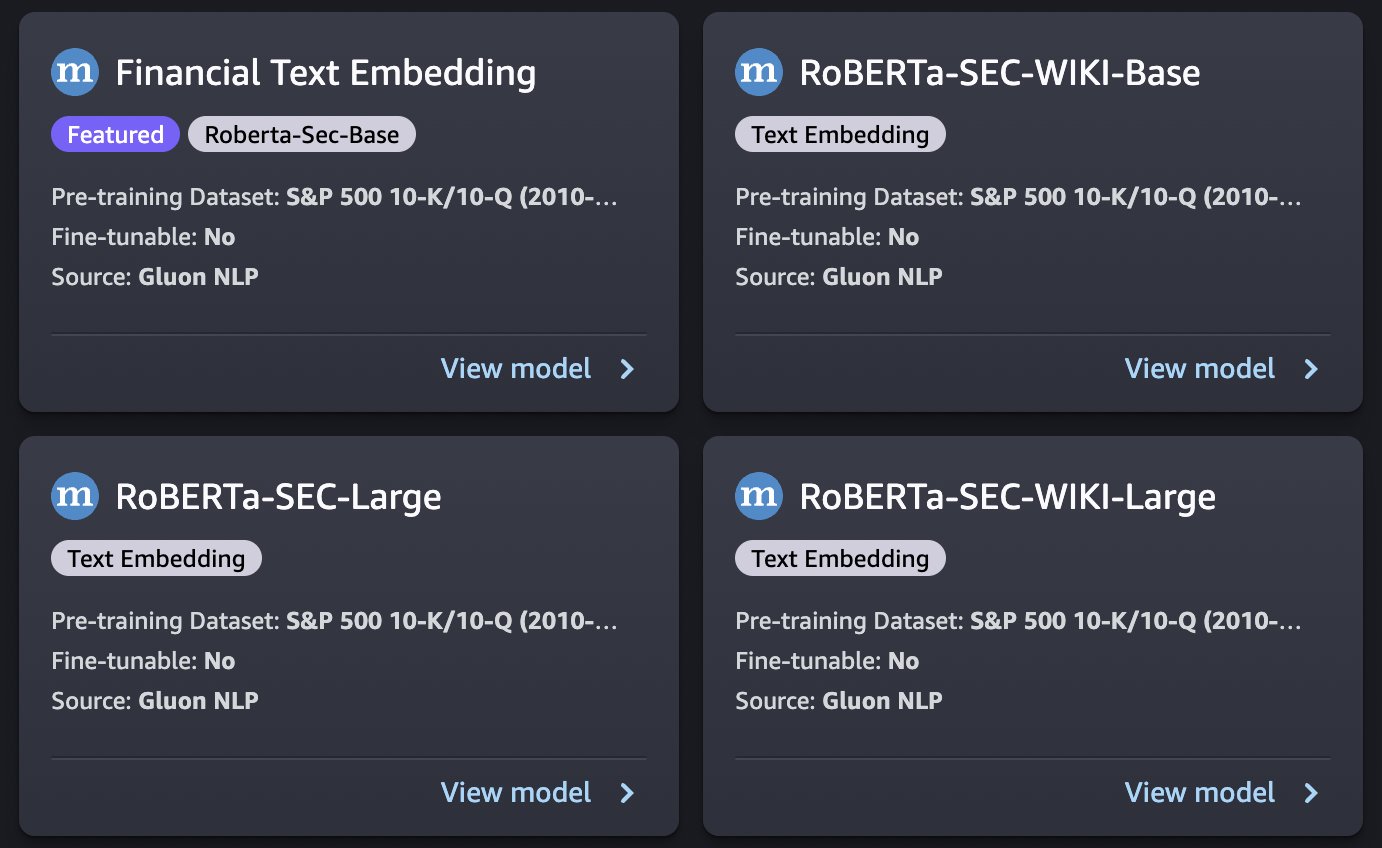 m Financial Text Embedding
Featured Roberta-Sec-Base
Pre-training Dataset: S&P 500 10-K/10-Q (2010-...
Fine-tunable: No
Source: Gluon NLP
View model
m RoBERTa-SEC-WIKI-Base
Text Embedding
Pre-training Dataset: S&P 500 10-K/10-Q (2010-...
Fine-tunable: No
Source: Gluon NLP
View model
m RoBERTa-SEC-Large
Text Embedding
Pre-training Dataset: S&P 500 10-K/10-Q (2010-...
Fine-tunable: No
Source: Gluon NLP
View model
m RoBERTa-SEC-WIKI-Large
Text Embedding
Pre-training Dataset: S&P 500 10-K/10-Q (2010-...
Fine-tunable: No
Source: Gluon NLP
View model